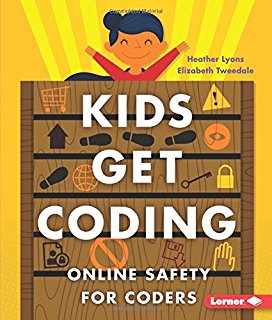 Heather Lyons
Elizabeth Tweedale
KIDS
GET
CODING
ONLINE SAFETY
FOR CODERS
Lerner